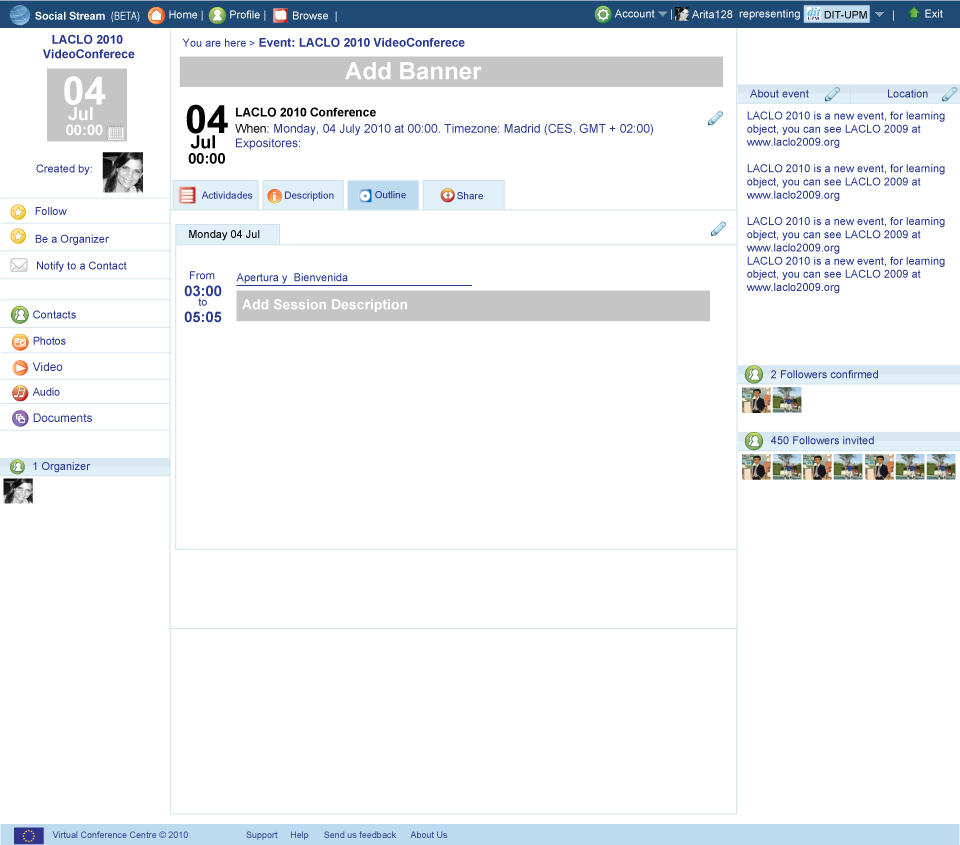 Social Stream (BETA) Home | Profile | Browse | Account | Arita128 representing dit UPM DIT-UPM | Exit
LACLO 2010
VideoConferece
04
Jul
00:00
Created by:
Follow
Be a Organizer
Notify to a Contact
Contacts
Photos
Video
Audio
Documents
1 Organizer
You are here > Event: LACLO 2010 VideoConferece
Add Banner
04
Jul
00:00
LACLO 2010 Conference
When: Monday, 04 July 2010 at 00:00. Timezone: Madrid (CES, GMT + 02:00)
Expositores:
Actividades
Description
Outline
Share
Monday 04 Jul
From
03:00
to
05:05
Apertura y Bienvenida
Add Session Description
About event
Location
LACLO 2010 is a new event, for learning
object, you can see LACLO 2009 at
www.laclo2009.org
LACLO 2010 is a new event, for learning
object, you can see LACLO 2009 at
www.laclo2009.org
LACLO 2010 is a new event, for learning
object, you can see LACLO 2009 at
www.laclo2009.org
LACLO 2010 is a new event, for learning
object, you can see LACLO 2009 at
www.laclo2009.org
2 Followers confirmed
450 Followers invited
Virtual Conference Centre © 2010 Support Help Send us feedback About Us